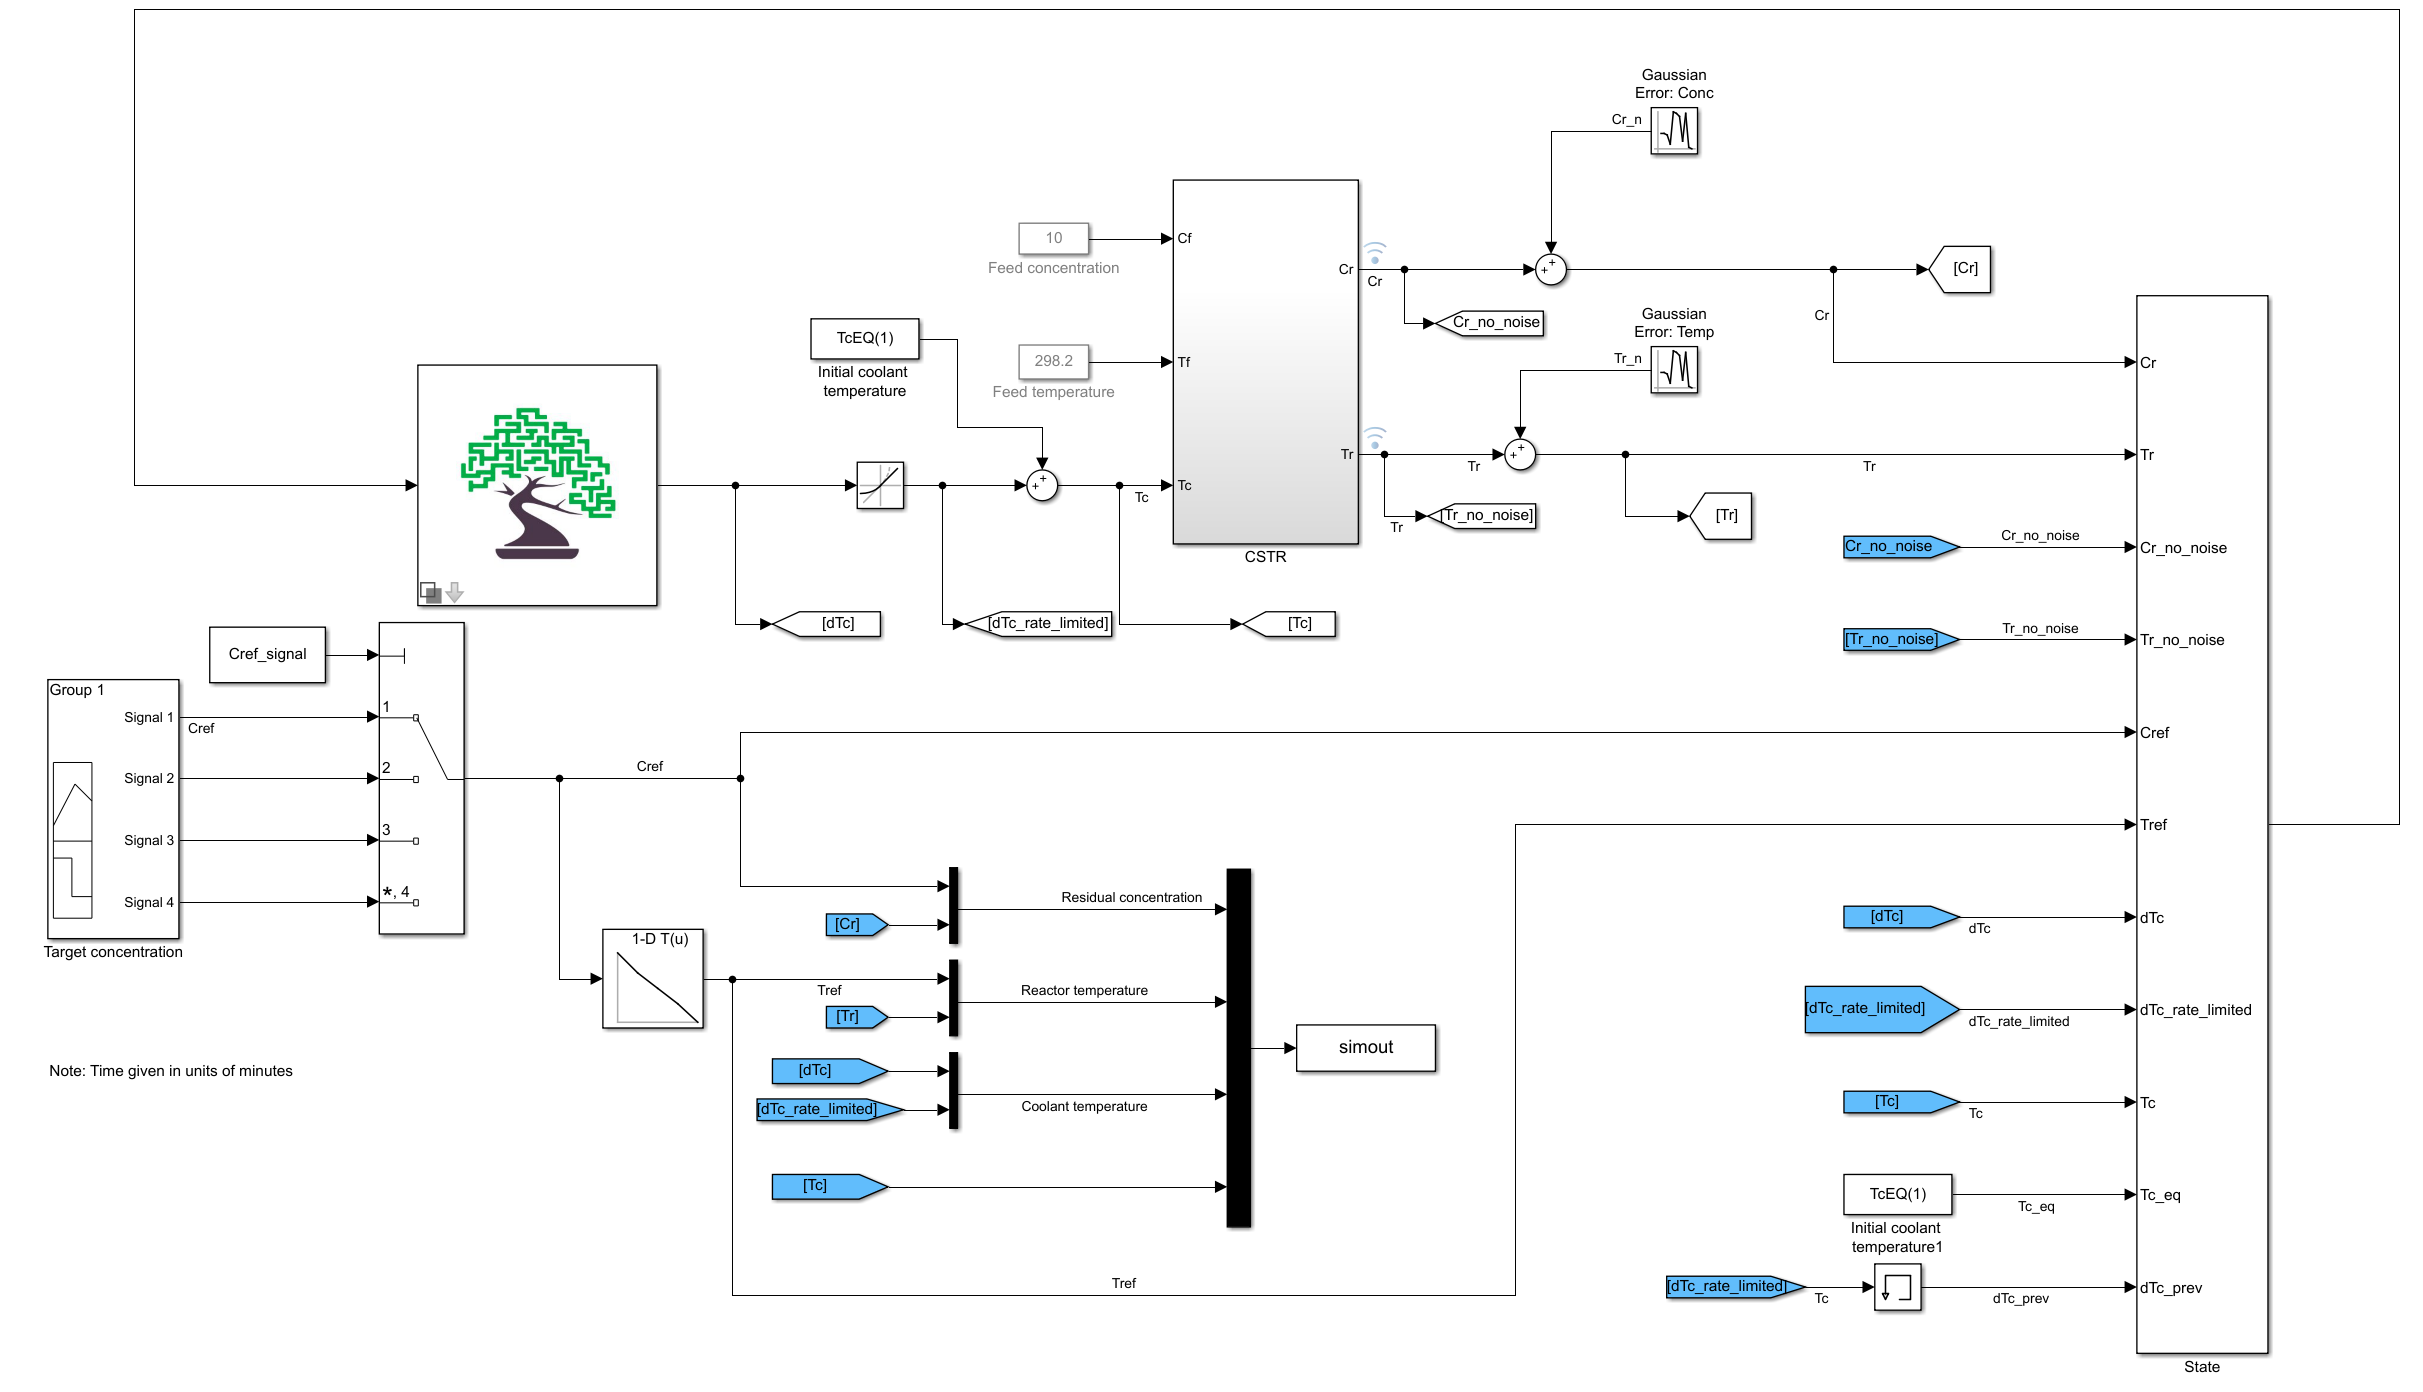 Gaussian
Error: Conc
Cr_n
10
Feed concentration
Cf
Cr
Cr
[Cr]
Cr
Cr_no_noise
TcEQ(1)
Initial coolant
temperature
298.2
Feed temperature
Tf
Gaussian
Error: Temp
Tr_n
Cr
Tr
Tr
Tr
Tr
Tc
Tc
Tr
[Tr_no_noise]
[Tr]
CSTR
Cr_no_noise
Cr_no_noise
Cr_no_noise
[dTc]
[dTc_rate_limited]
[Tc]
[Tr_no_noise]
Tr_no_noise
Tr_no_noise
Cref_signal
Group 1
Signal 1
Cref
1
Signal 2
2
Signal 3
3
Signal 4
*, 4
Target concentration
Cref
Cref
Tref
Residual concentration
[Cr]
1-D T(u)
Tref
Reactor temperature
[Tr]
[dTc]
[dTc_rate_limited]
Coolant temperature
[Tc]
simout
Tref
Note: Time given in units of minutes
[dTc]
dTc
dTc
[dTc_rate_limited]
dTc_rate_limited
dTc_rate_limited
[Tc]
Tc
Tc
TcEQ(1)
Tc_eq
Tc_eq
Initial coolant
temperature1
[dTc_rate_limited]
Tc
dTc_prev
dTc_prev
State